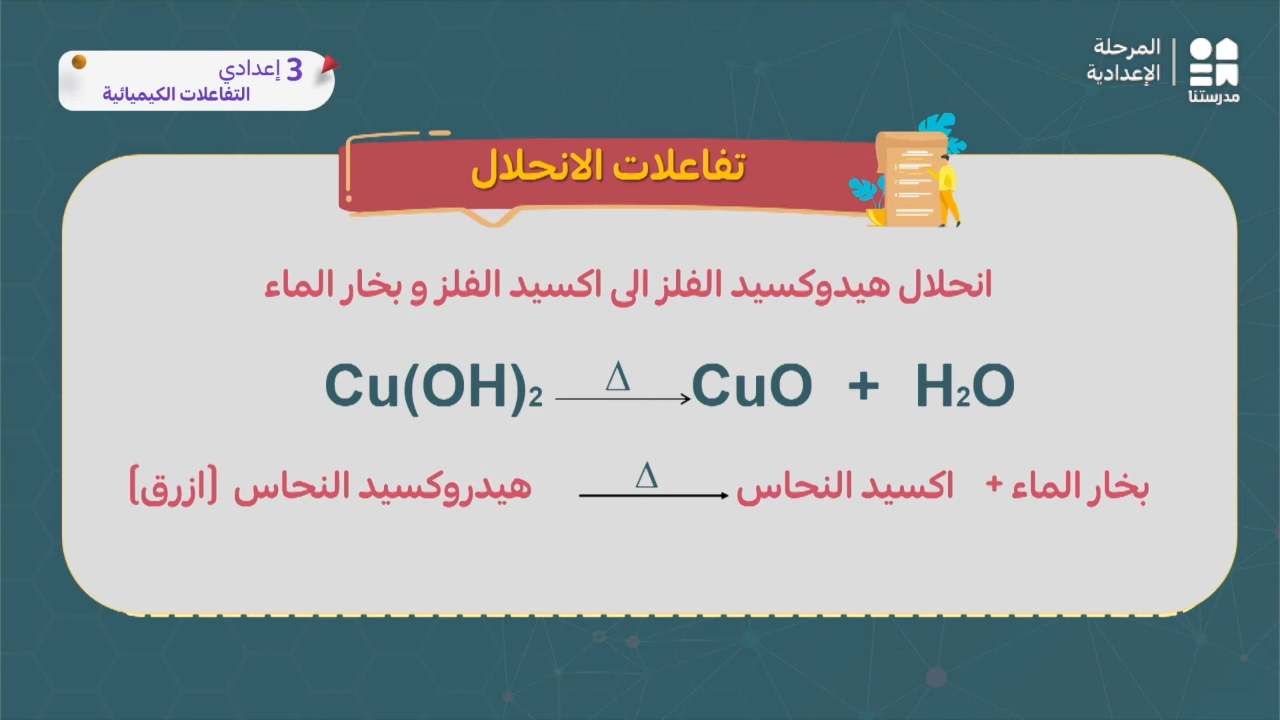 المرحلة
الإعدادية
مدرستنا
3 إعدادي
التفاعلات الكيميائية
تفاعلات الانحلال
انحلال هيدوكسيد الفلز الى اكسيد الفلز و بخار الماء
Cu(OH)₂ Δ→ CuO + H₂O
هيدروكسيد النحاس (ازرق) Δ→ اكسيد النحاس + بخار الماء